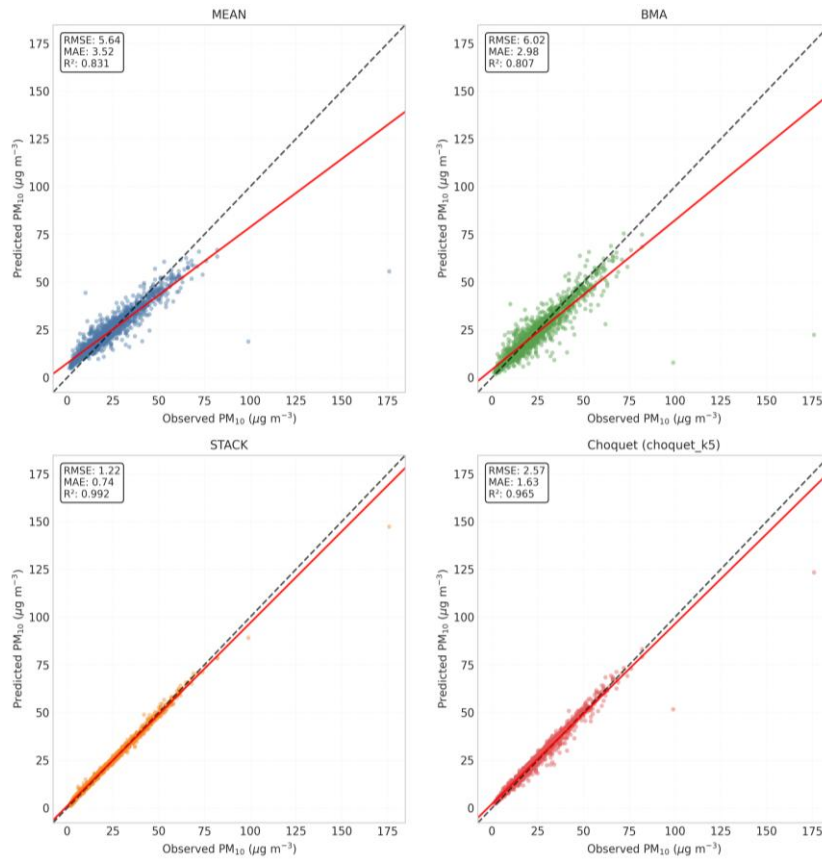 MEAN
RMSE: 5.64
MAE: 3.52
R²: 0.831
175
150
125
100
75
50
25
0
Predicted PM₁₀ (µg m⁻³)
0 25 50 75 100 125 150 175
Observed PM₁₀ (µg m⁻³)
BMA
RMSE: 6.02
MAE: 2.98
R²: 0.807
175
150
125
100
75
50
25
0
Predicted PM₁₀ (µg m⁻³)
0 25 50 75 100 125 150 175
Observed PM₁₀ (µg m⁻³)
STACK
RMSE: 1.22
MAE: 0.74
R²: 0.992
175
150
125
100
75
50
25
0
Predicted PM₁₀ (µg m⁻³)
0 25 50 75 100 125 150 175
Observed PM₁₀ (µg m⁻³)
Choquet (choquet_k5)
RMSE: 2.57
MAE: 1.63
R²: 0.965
175
150
125
100
75
50
25
0
Predicted PM₁₀ (µg m⁻³)
0 25 50 75 100 125 150 175
Observed PM₁₀ (µg m⁻³)